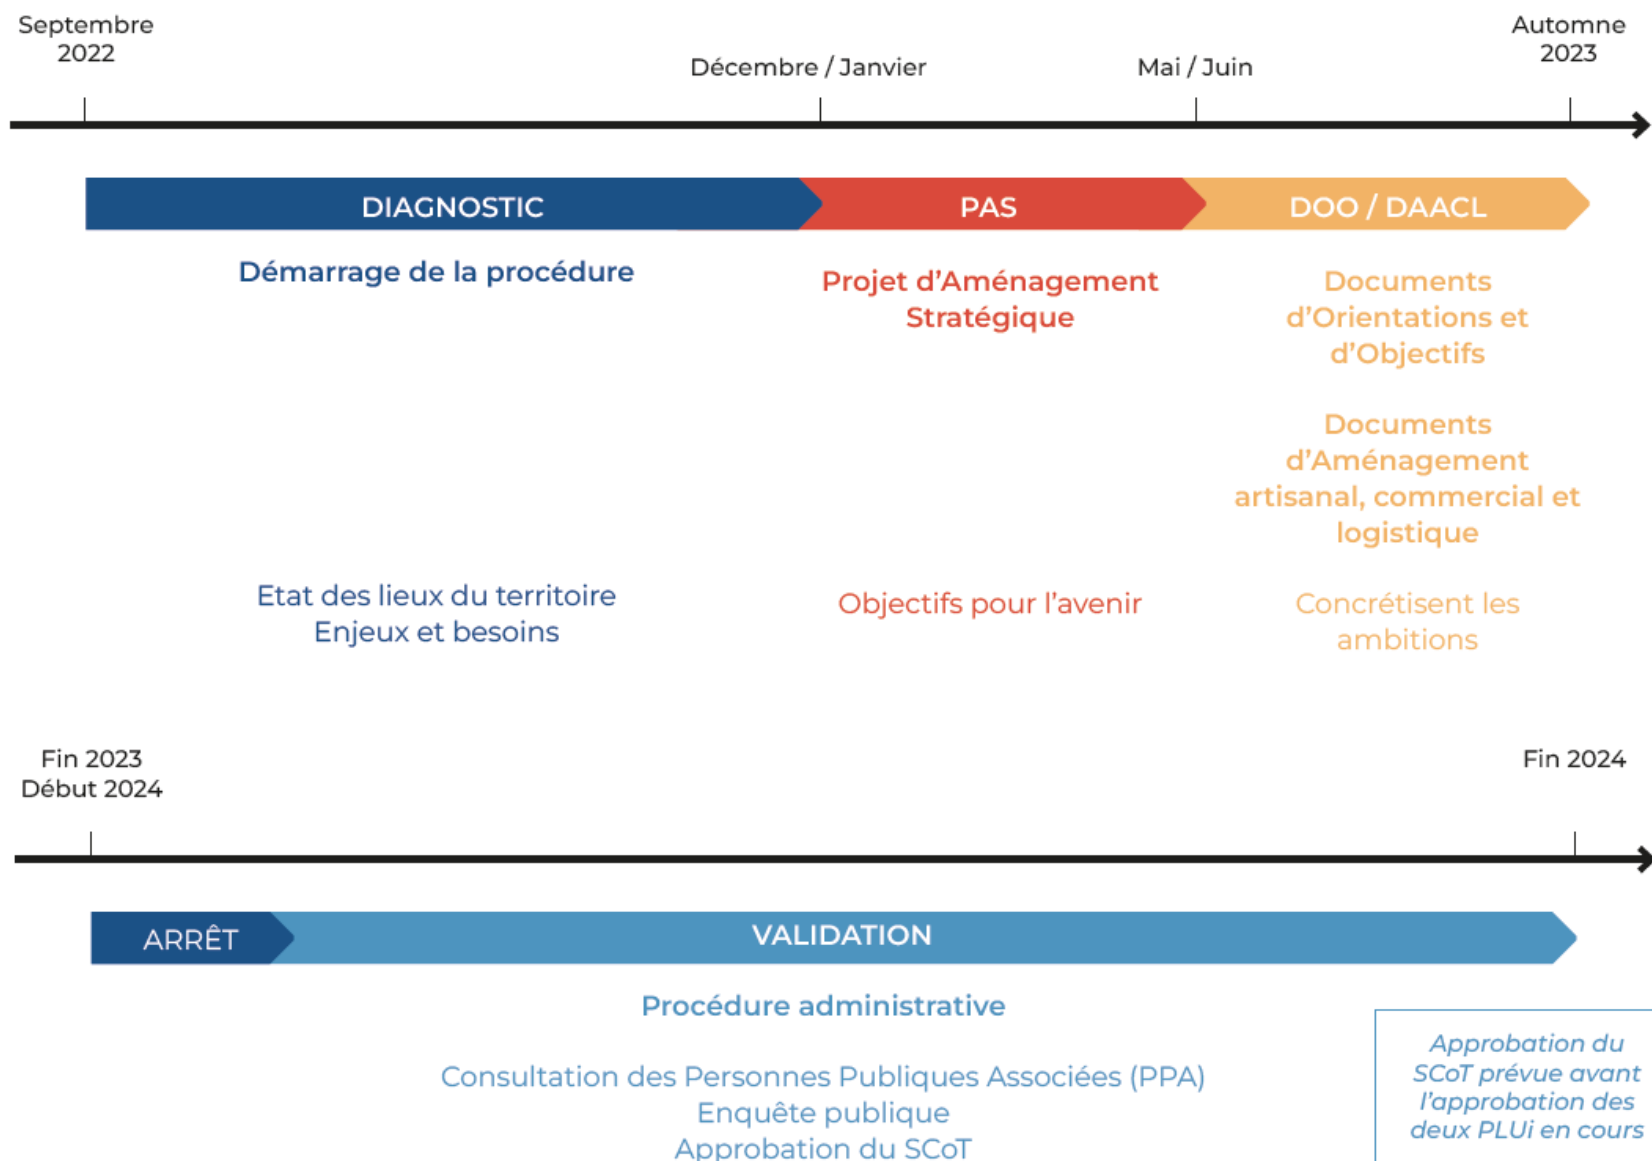 Septembre
2022
Décembre / Janvier
Mai / Juin
Automne
2023
DIAGNOSTIC
PAS
DOO / DAACL
Démarrage de la procédure
Projet d'Aménagement
Stratégique
Documents
d'Orientations et
d'Objectifs
Documents
d'Aménagement
artisanal, commercial et
logistique
Etat des lieux du territoire
Enjeux et besoins
Objectifs pour l'avenir
Concrétisent les
ambitions
Fin 2023
Début 2024
Fin 2024
ARRÊT
VALIDATION
Procédure administrative
Consultation des Personnes Publiques Associées (PPA)
Enquête publique
Approbation du SCoT
Approbation du
SCoT prévue avant
l'approbation des
deux PLUi en cours